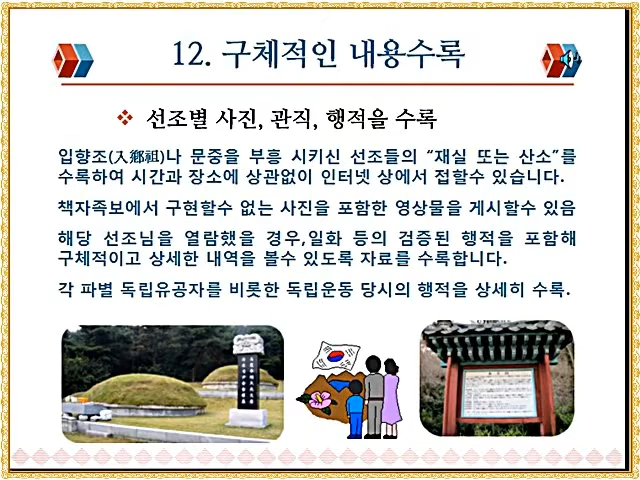 12. 구체적인 내용수록
❖ 선조별 사진, 관직, 행적을 수록
입향조(入鄕祖)나 문중을 부흥 시키신 선조들의 “재실 또는 산소”를
수록하여 시간과 장소에 상관없이 인터넷 상에서 접할수 있습니다.
책자족보에서 구현할수 없는 사진을 포함한 영상물을 게시할수 있음
해당 선조님을 열람했을 경우,일화 등의 검증된 행적을 포함해
구체적이고 상세한 내역을 볼수 있도록 자료를 수록합니다.
각 파별 독립유공자를 비롯한 독립운동 당시의 행적을 상세히 수록.